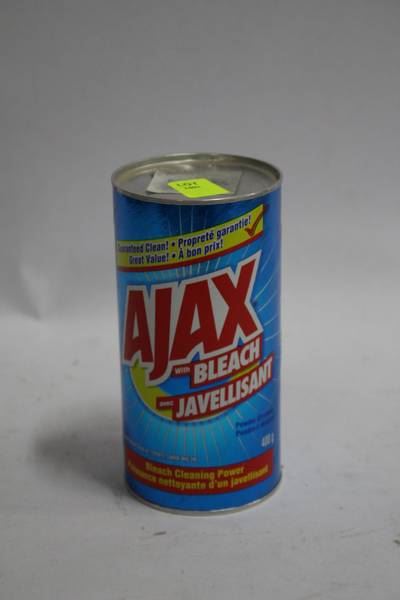 LOT
Guaranteed Clean! • Propreté garantie!
Great Value! • À bon prix!
AJAX
with BLEACH
avec JAVELLISANT
400 g
Bleach Cleaning Power
Puissance nettoyante d'un javellisant